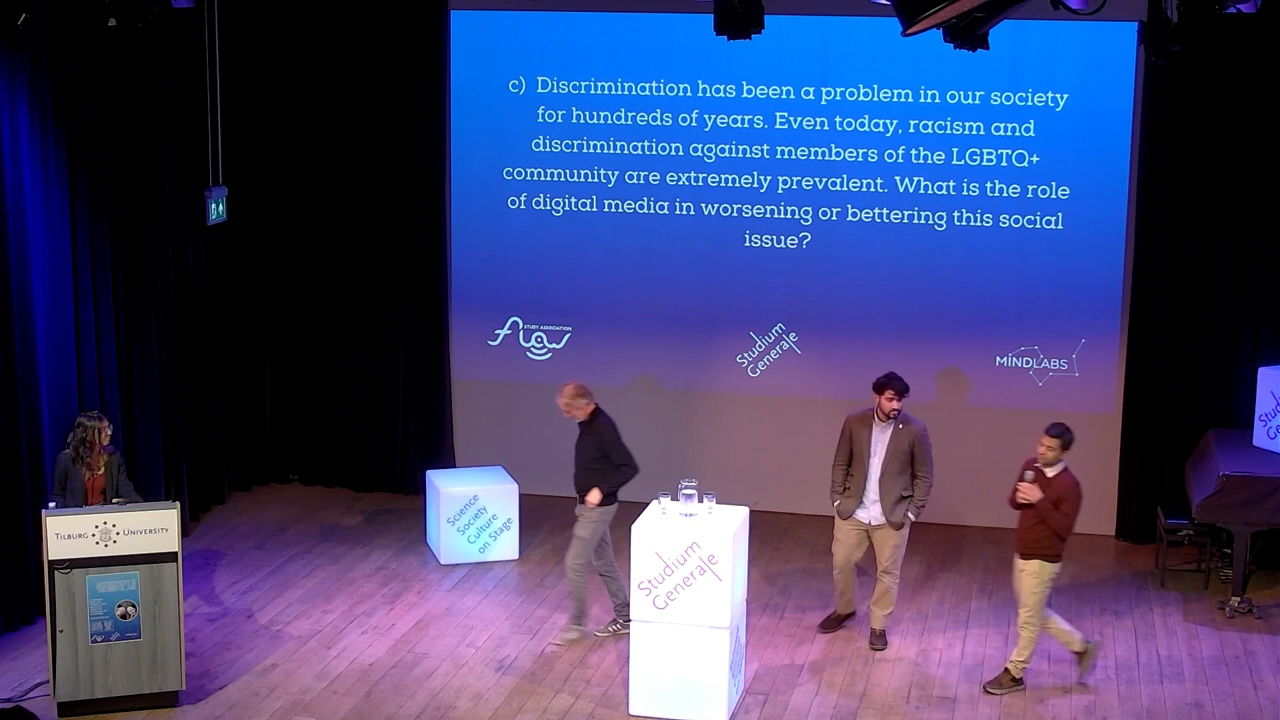 c) Discrimination has been a problem in our society
for hundreds of years. Even today, racism and
discrimination against members of the LGBTQ+
community are extremely prevalent. What is the role
of digital media in worsening or bettering this social
issue?
flow
STUDY ASSOCIATION
Studium
Generale
MINDLABS
Science
Society
Culture
on Stage
TILBURG UNIVERSITY
Studium
Generale